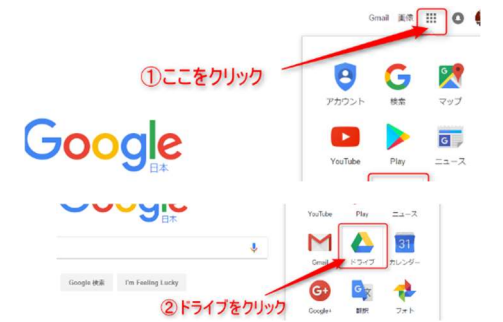 Gmail 画像
①ここをクリック
アカウント 検索 マップ
YouTube Play ニュース
Google
日本
YouTube Play ニュース
Google
日本
Gmail ドライブ カレンダー
31
Google 検索 I'm Feeling Lucky
②ドライブをクリック
Google+ 翻訳 フォト